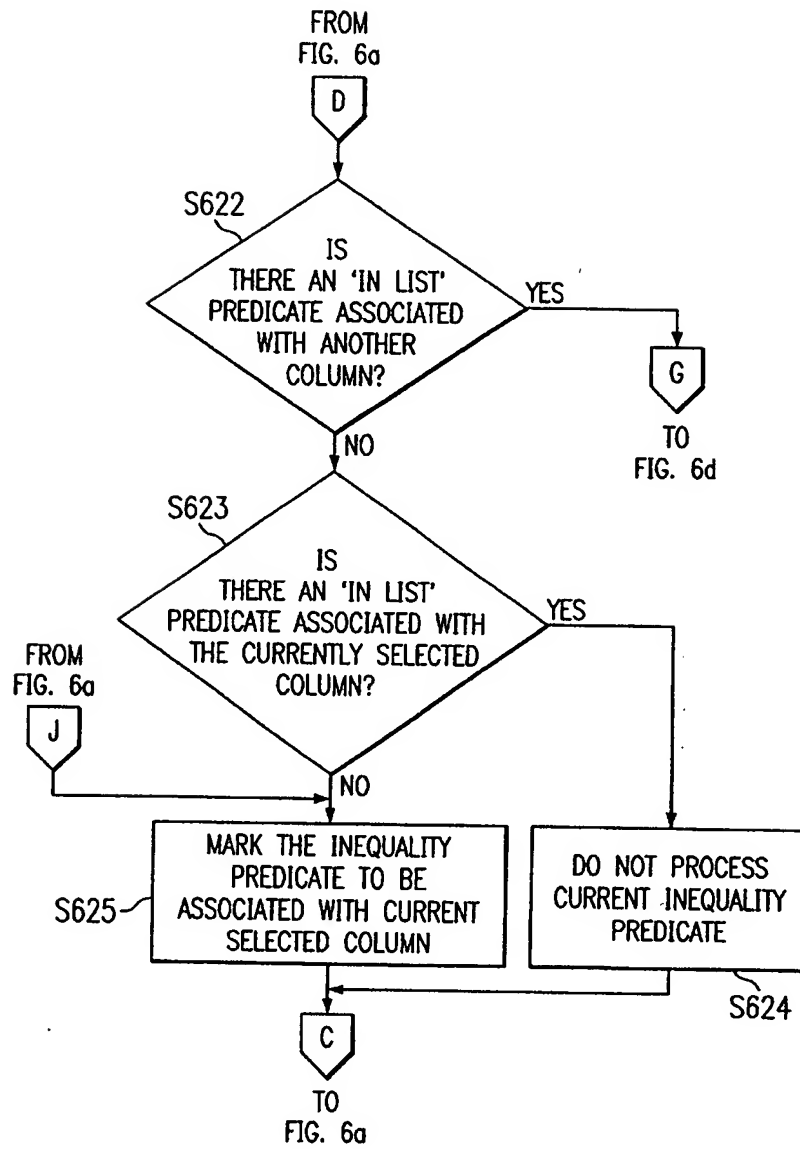 FROM
FIG. 6a
D
S622
IS
THERE AN 'IN LIST'
PREDICATE ASSOCIATED
WITH ANOTHER
COLUMN?
YES
G
TO
FIG. 6d
NO
S623
IS
THERE AN 'IN LIST'
PREDICATE ASSOCIATED WITH
THE CURRENTLY SELECTED
COLUMN?
YES
FROM
FIG. 6a
J
NO
MARK THE INEQUALITY
PREDICATE TO BE
ASSOCIATED WITH CURRENT
SELECTED COLUMN
S625
DO NOT PROCESS
CURRENT INEQUALITY
PREDICATE
S624
C
TO
FIG. 6a